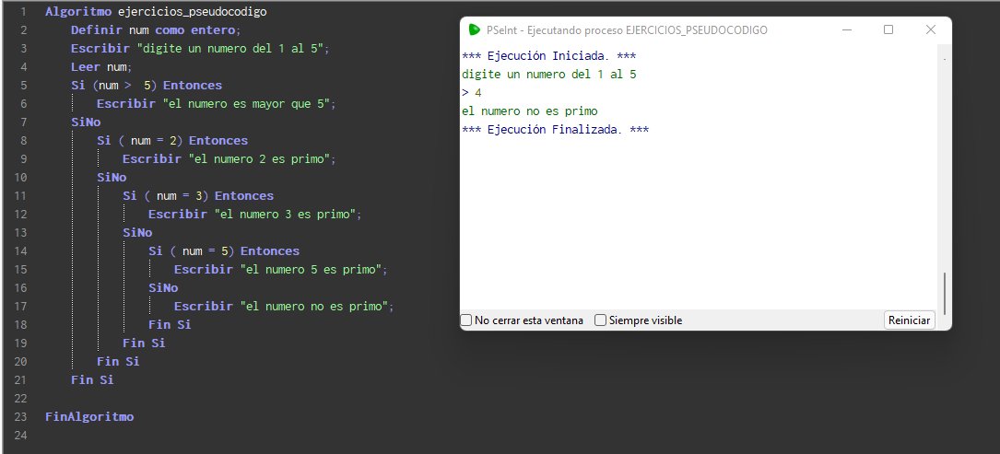 1 Algoritmo ejercicios_pseudocodigo
2 Definir num como entero;
3 Escribir "digite un numero del 1 al 5";
4 Leer num;
5 Si (num >  5) Entonces
6 Escribir "el numero es mayor que 5";
7 SiNo
8 Si ( num = 2) Entonces
9 Escribir "el numero 2 es primo";
10 SiNo
11 Si ( num = 3) Entonces
12 Escribir "el numero 3 es primo";
13 SiNo
14 Si ( num = 5) Entonces
15 Escribir "el numero 5 es primo";
16 SiNo
17 Escribir "el numero no es primo";
18 Fin Si
19 Fin Si
20 Fin Si
21 Fin Si
22
23 FinAlgoritmo
24
PSeInt - Ejecutando proceso EJERCICIOS_PSEUDOCODIGO
*** Ejecución Iniciada. ***
digite un numero del 1 al 5
> 4
el numero no es primo
*** Ejecución Finalizada. ***
No cerrar esta ventana
Siempre visible
Reiniciar